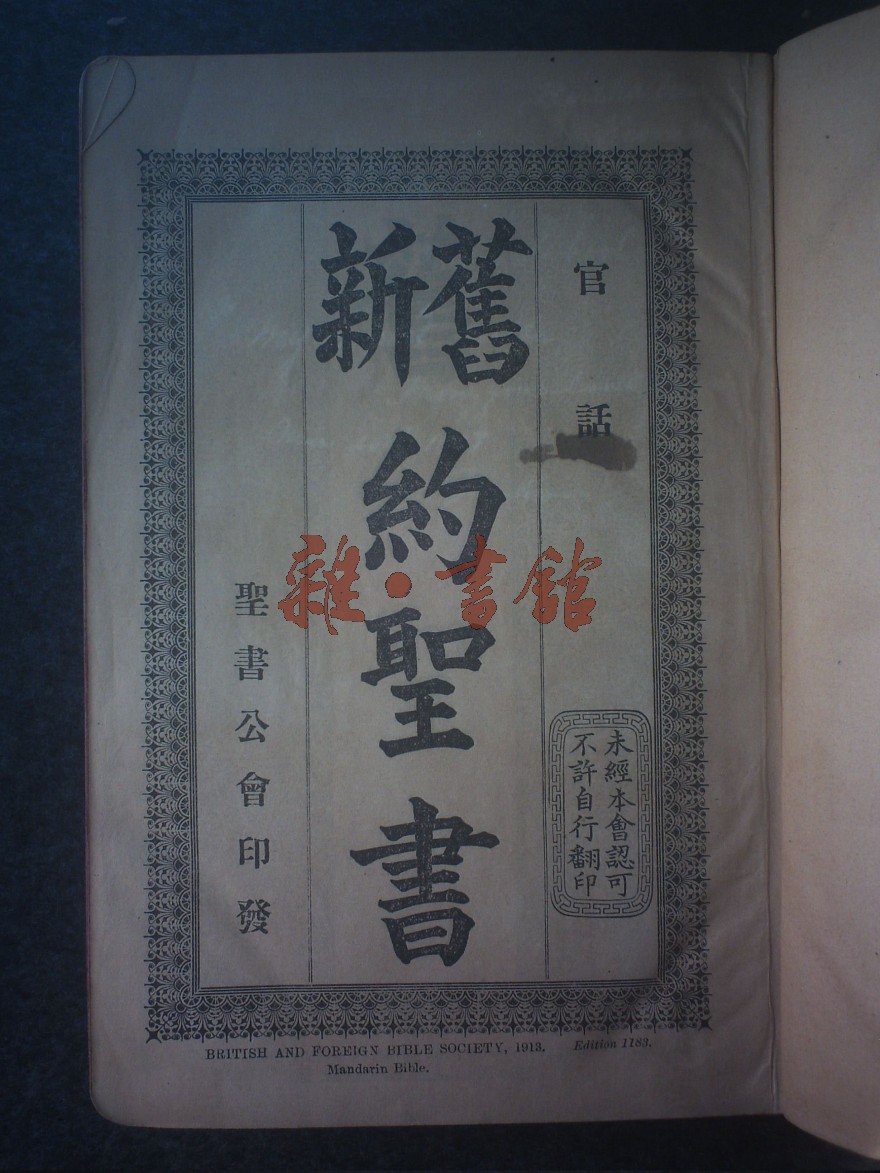 官話
舊新約聖書
未經本會認可
不許自行翻印
聖書公會印發
雜·書館
BRITISH AND FOREIGN BIBLE SOCIETY, 1913. Edition 1183.
Mandarin Bible.